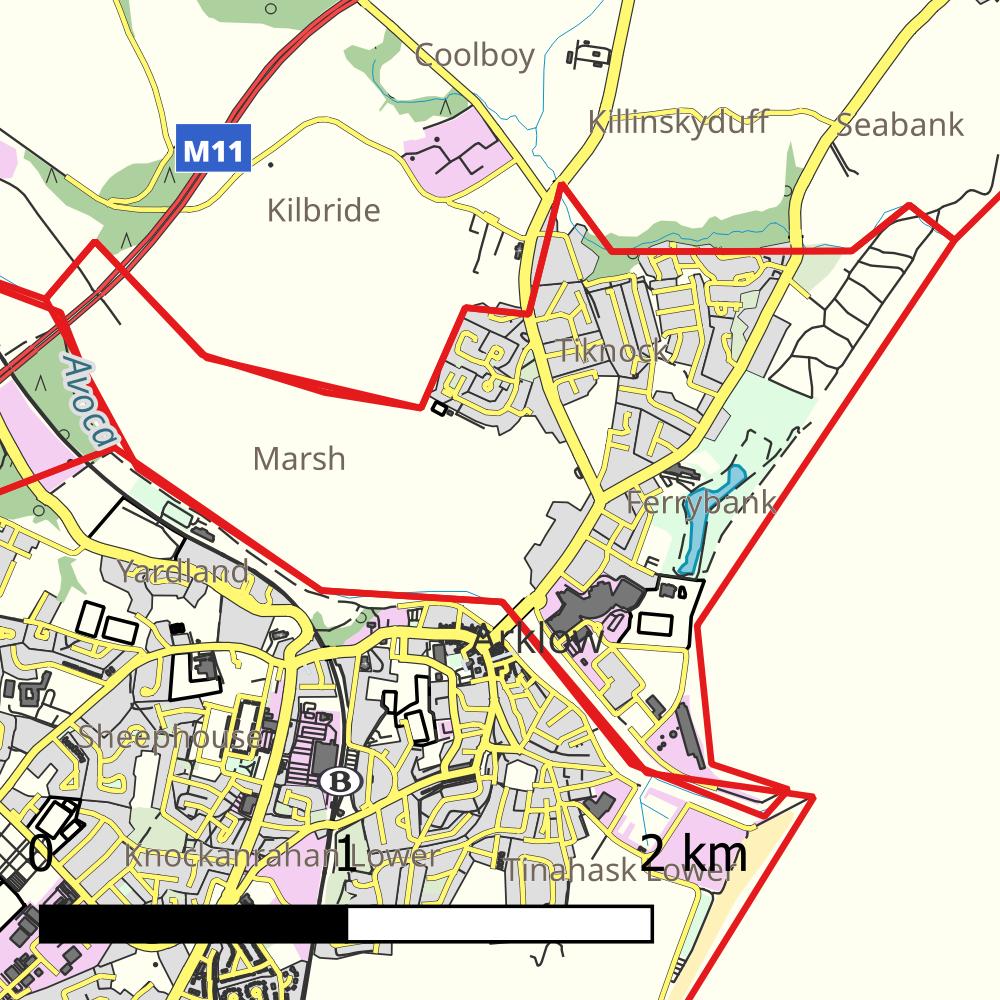 Coolboy
Killinskyduff
Seabank
M11
Kilbride
Tiknock
Avoca
Marsh
Ferrybank
Yardland
Arklow
Sheephouse
B
0
1
2 km
Knockanrahan Lower
Tinahask Lower